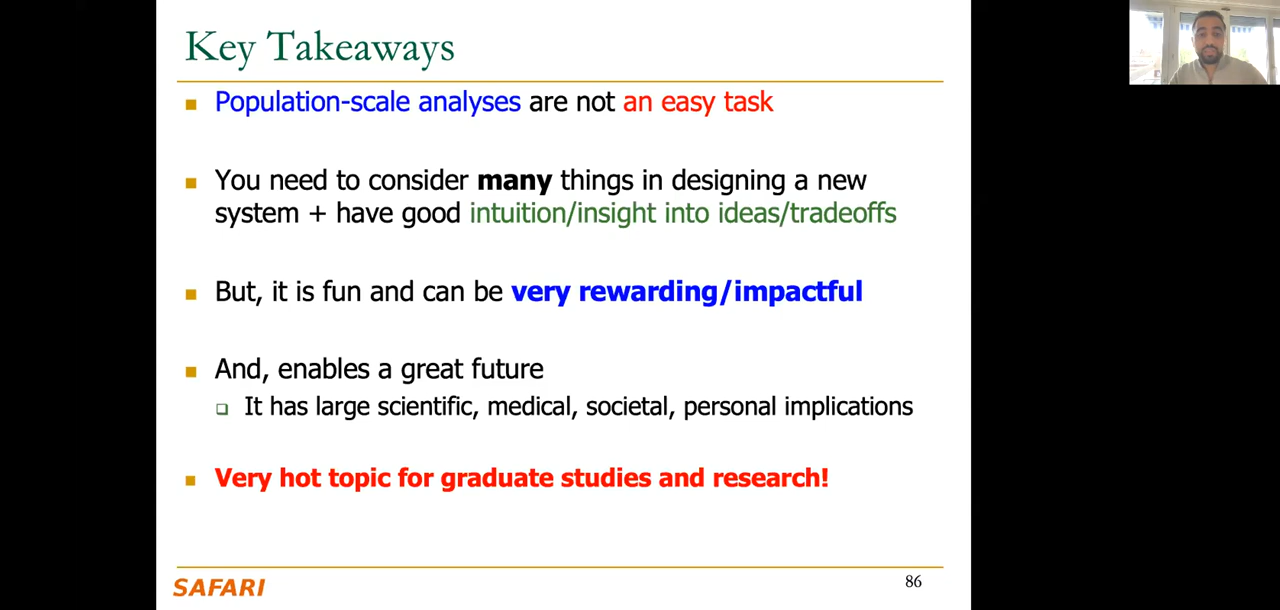 Key Takeaways
Population-scale analyses are not an easy task
You need to consider many things in designing a new
system + have good intuition/insight into ideas/tradeoffs
But, it is fun and can be very rewarding/impactful
And, enables a great future
It has large scientific, medical, societal, personal implications
Very hot topic for graduate studies and research!
SAFARI
86